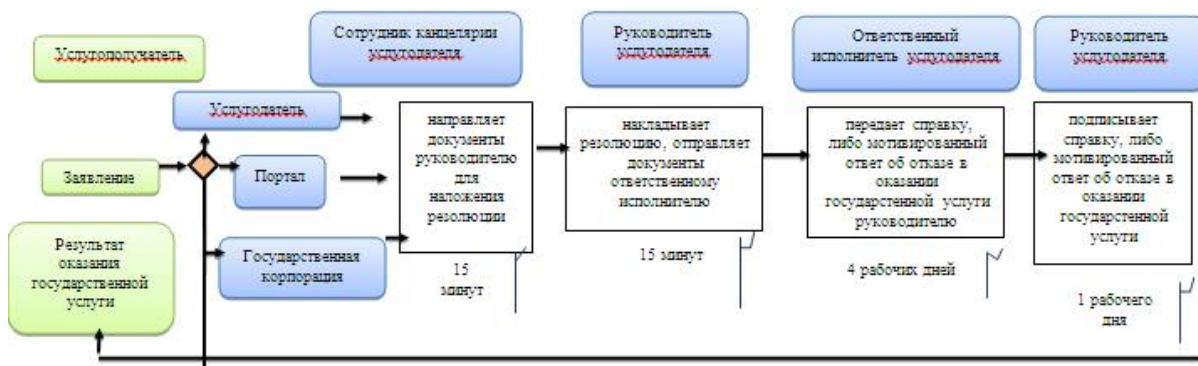 Услугополучатель
Сотрудник канцелярии
услугодателя
Руководитель
услугодателя
Ответственный
исполнитель услугодателя
Руководитель
услугодателя
Услугодатель
Заявление
Портал
Государственная
корпорация
Результат
оказания
государственной
услуги
направляет
документы
руководителю
для
наложения
резолюции
15
минут
накладывает
резолюцию, отправляет
документы
ответственному
исполнителю
15 минут
передает справку,
либо мотивированный
ответ об отказе в
оказании
государстенной услуги
руководителю
4 рабочих дней
подписывает
справку, либо
мотивированный
ответ об отказе в
оказании
государстенной
услуги
1 рабочего
дня